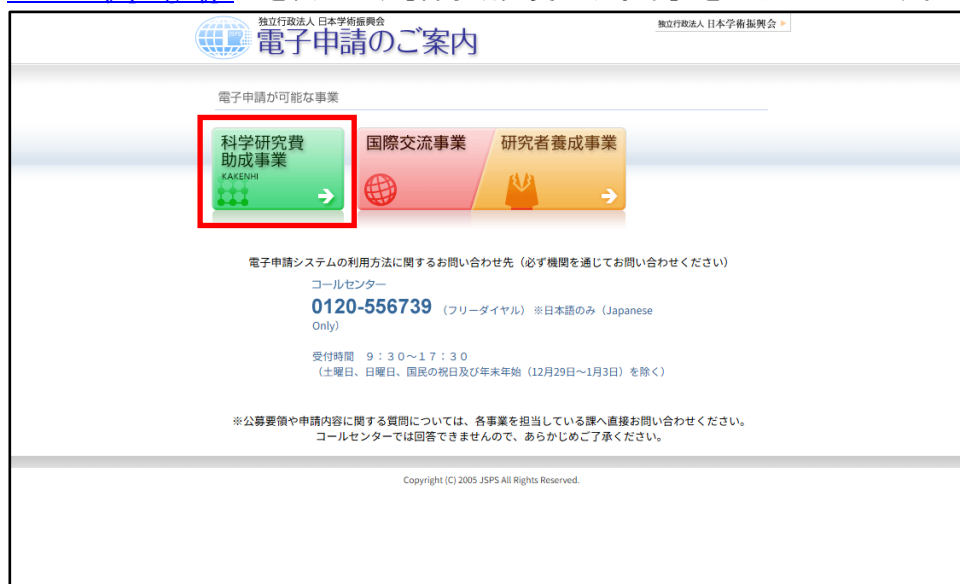 独立行政法人 日本学術振興会
電子申請のご案内
独立行政法人 日本学術振興会
電子申請が可能な事業
科学研究費
助成事業
KAKENHI
国際交流事業
研究者養成事業
電子申請システムの利用方法に関するお問い合わせ先（必ず機関を通じてお問い合わせください）
コールセンター
0120-556739 （フリーダイヤル） ※日本語のみ（Japanese
Only）
受付時間　９：３０～１７：３０
（土曜日、日曜日、国民の祝日及び年末年始（12月29日～1月3日）を除く）
※公募要領や申請内容に関する質問については、各事業を担当している課へ直接お問い合わせください。
コールセンターでは回答できませんので、あらかじめご了承ください。
Copyright (C) 2005 JSPS All Rights Reserved.